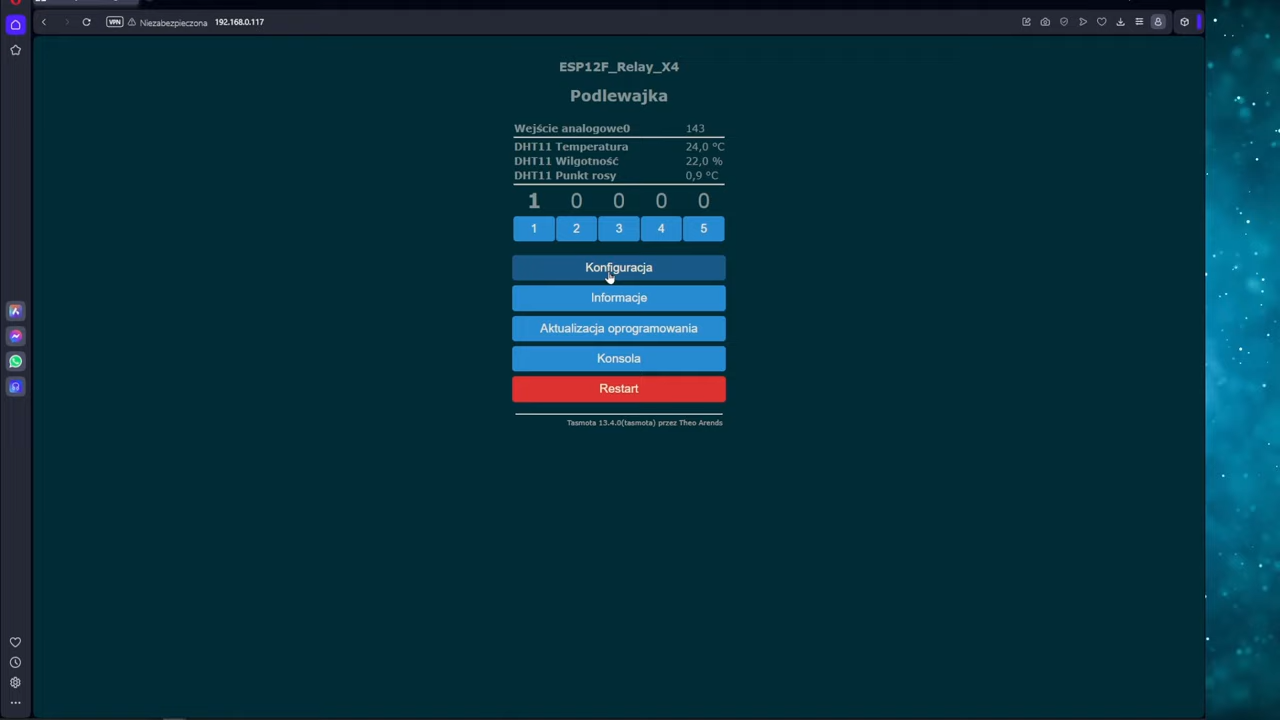 VPN Niezabezpieczona 192.168.0.117
ESP12F_Relay_X4
Podlewajka
Wejście analogowe0 143
DHT11 Temperatura 24,0 °C
DHT11 Wilgotność 22,0 %
DHT11 Punkt rosy 0,9 °C
1 0 0 0 0
1 2 3 4 5
Konfiguracja
Informacje
Aktualizacja oprogramowania
Konsola
Restart
Tasmota 13.4.0(tasmota) przez Theo Arends